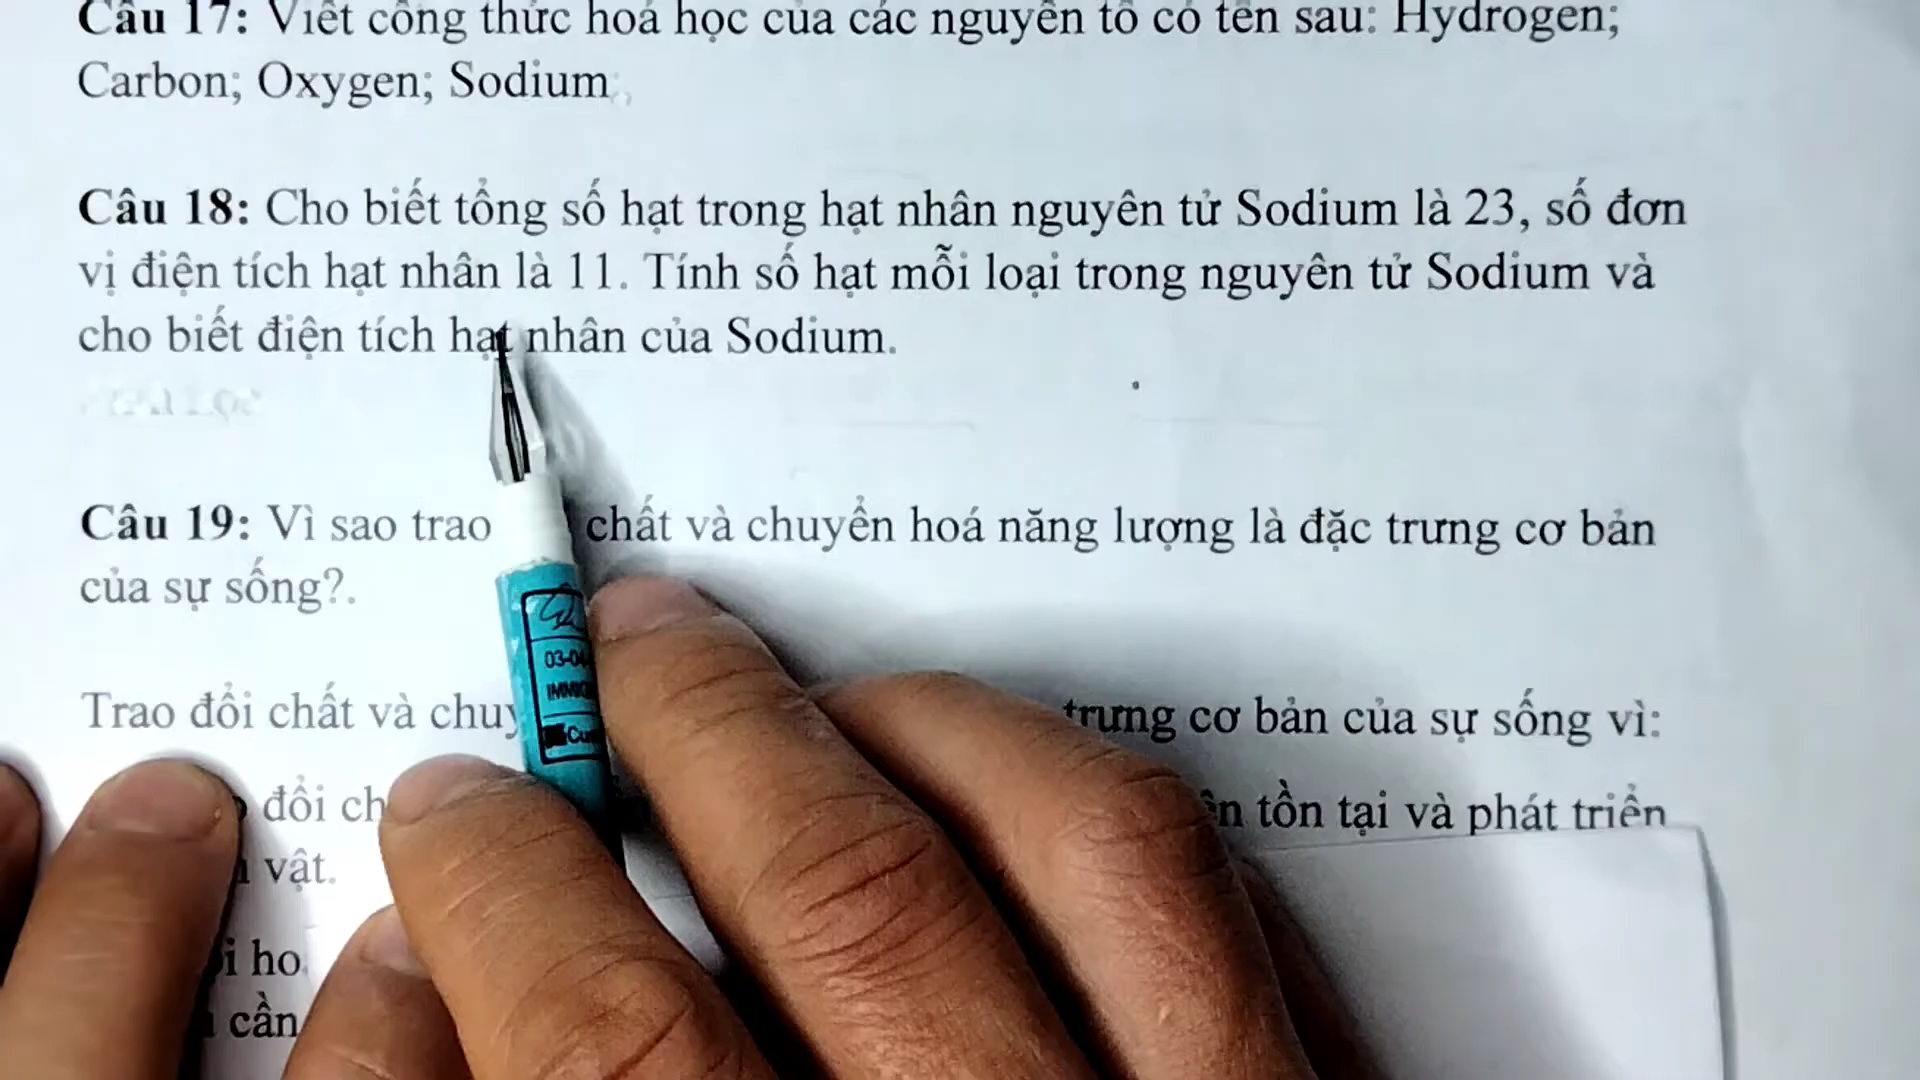 Câu 17: Viết công thức hoá học của các nguyên tố có tên sau: Hydrogen;
Carbon; Oxygen; Sodium
Câu 18: Cho biết tổng số hạt trong hạt nhân nguyên tử Sodium là 23, số đơn
vị điện tích hạt nhân là 11. Tính số hạt mỗi loại trong nguyên tử Sodium và
cho biết điện tích hạt nhân của Sodium.
Câu 19: Vì sao trao chất và chuyển hoá năng lượng là đặc trưng cơ bản
của sự sống?.
Trao đổi chất và chuy trưng cơ bản của sự sống vì:
đổi ch tồn tại và phát triển
vật.
ho
cần
03-04